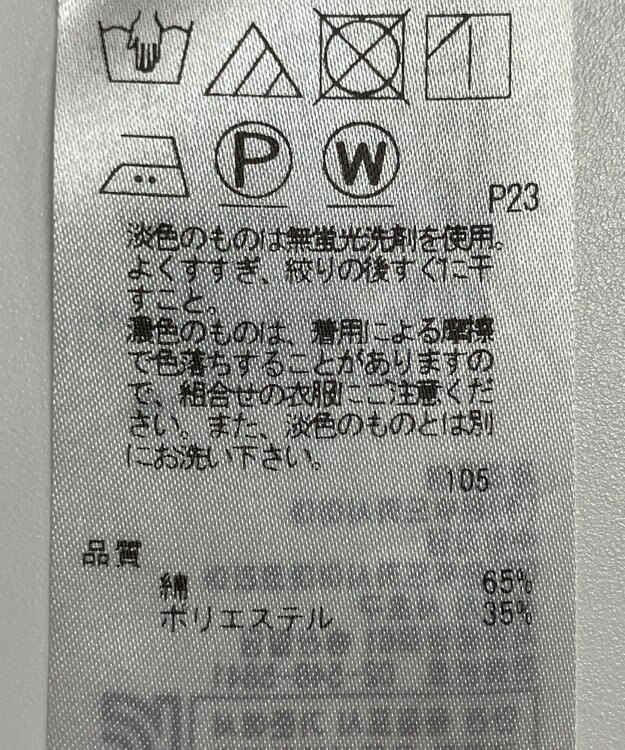 P W
P23
淡色のものは無蛍光洗剤を使用。
よくすすぎ、絞りの後すぐに干
すこと。
濃色のものは、着用による摩擦
で色落ちすることがありますの
で、組合せの衣服にご注意くだ
さい。また、淡色のものとは別
にお洗い下さい。
105
品質
綿 65%
ポリエステル 35%